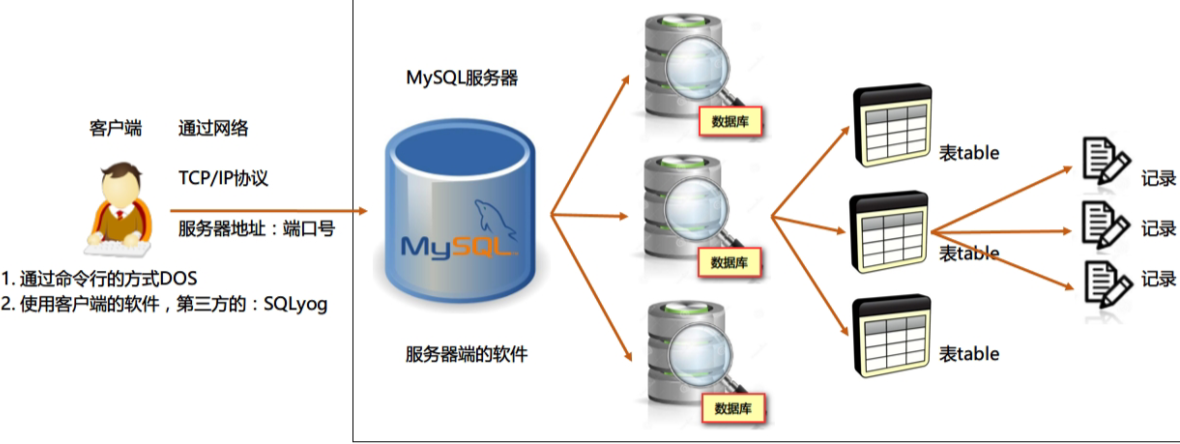 MySQL服务器
客户端
通过网络
TCP/IP协议
服务器地址：端口号
1. 通过命令行的方式DOS
2. 使用客户端的软件，第三方的：SQLyog
MySQL
服务器端的软件
数据库
数据库
数据库
表table
表table
表table
记录
记录
记录